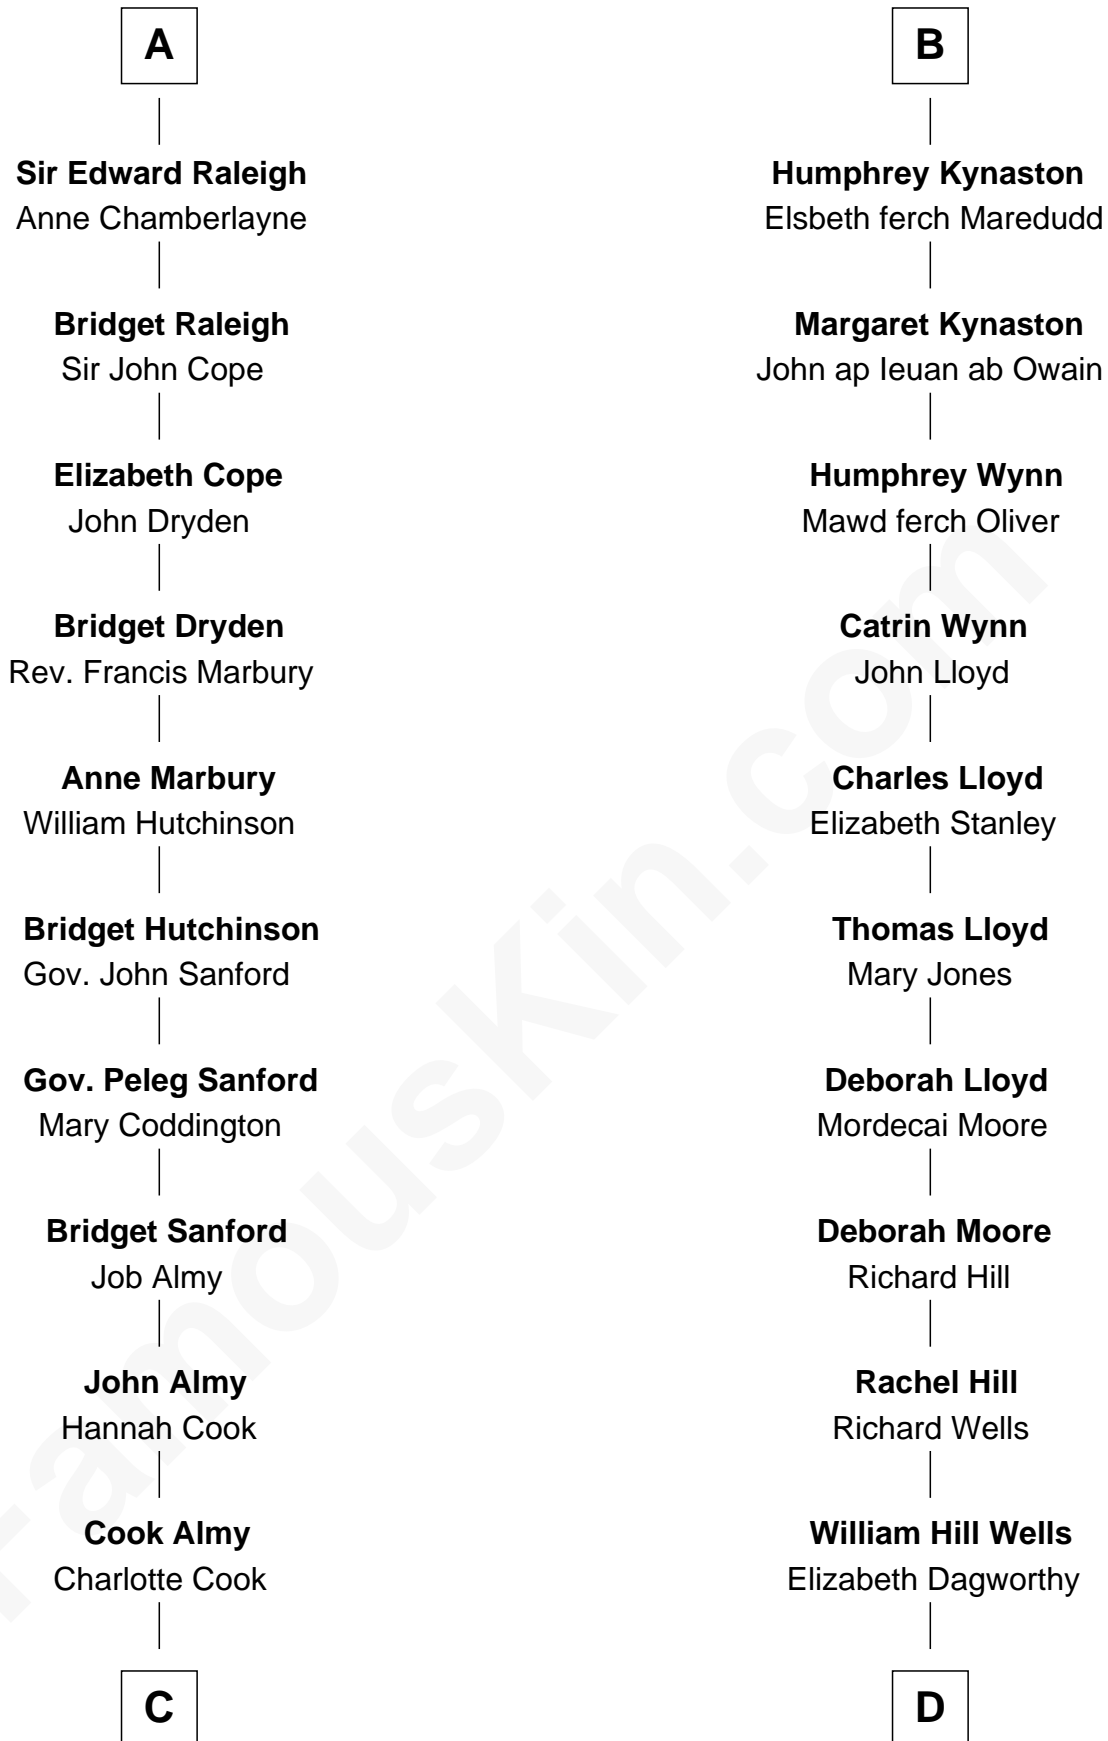 A
Sir Edward Raleigh
Anne Chamberlayne
Bridget Raleigh
Sir John Cope
Elizabeth Cope
John Dryden
Bridget Dryden
Rev. Francis Marbury
Anne Marbury
William Hutchinson
Bridget Hutchinson
Gov. John Sanford
Gov. Peleg Sanford
Mary Coddington
Bridget Sanford
Job Almy
John Almy
Hannah Cook
Cook Almy
Charlotte Cook
C
B
Humphrey Kynaston
Elsbeth ferch Maredudd
Margaret Kynaston
John ap Ieuan ab Owain
Humphrey Wynn
Mawd ferch Oliver
Catrin Wynn
John Lloyd
Charles Lloyd
Elizabeth Stanley
Thomas Lloyd
Mary Jones
Deborah Lloyd
Mordecai Moore
Deborah Moore
Richard Hill
Rachel Hill
Richard Wells
William Hill Wells
Elizabeth Dagworthy
D
FamousKin.com